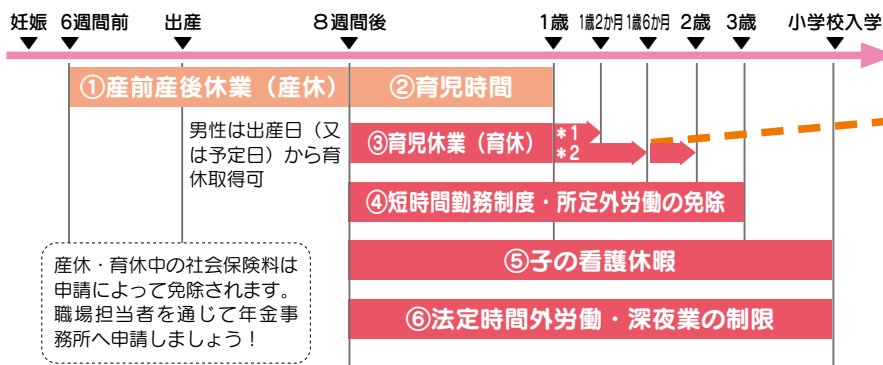 妊娠 6週間前 出産 8週間後 1歳 1歳2か月 1歳6か月 2歳 3歳 小学校入学
①産前産後休業（産休） ②育児時間
男性は出産日（又
は予定日）から育
休取得可
③育児休業（育休） ＊1
＊2
④短時間勤務制度・所定外労働の免除
⑤子の看護休暇
⑥法定時間外労働・深夜業の制限
産休・育休中の社会保険料は
申請によって免除されます。
職場担当者を通じて年金事
務所へ申請しましょう！